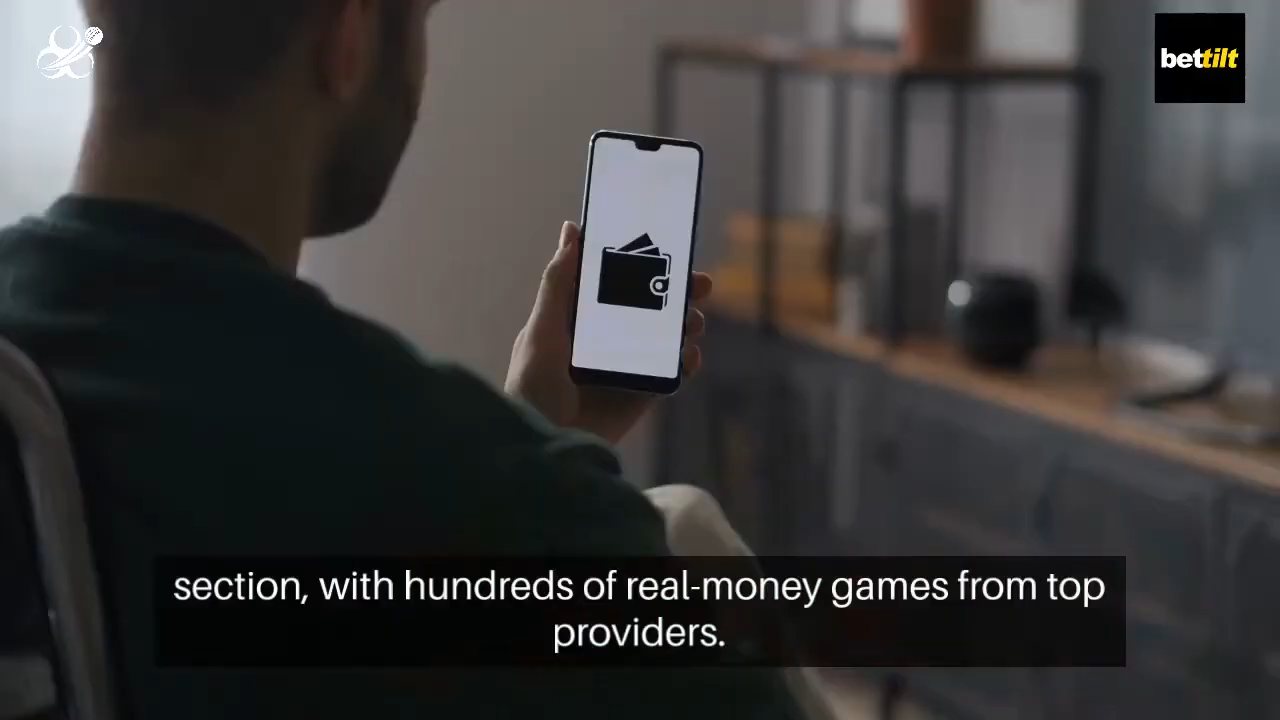 bettilt
section, with hundreds of real-money games from top
providers.